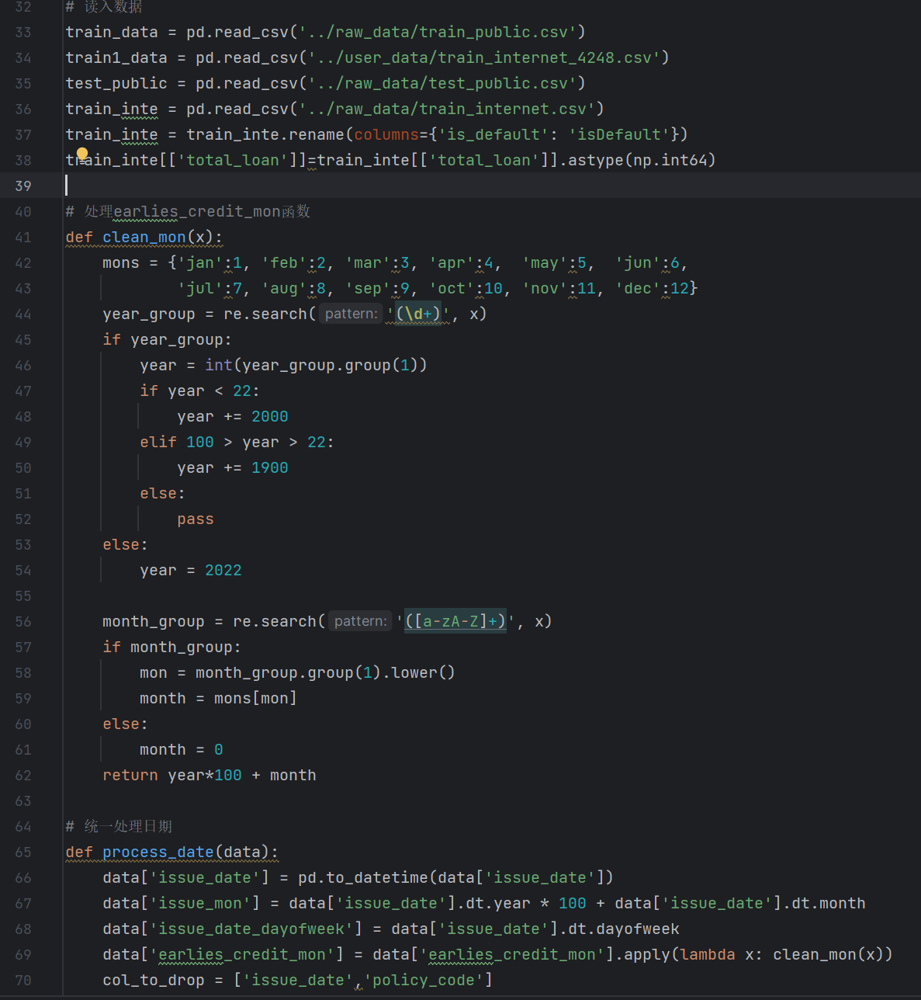 32 # 读入数据
33 train_data = pd.read_csv('../raw_data/train_public.csv')
34 train1_data = pd.read_csv('../user_data/train_internet_4248.csv')
35 test_public = pd.read_csv('../raw_data/test_public.csv')
36 train_inte = pd.read_csv('../raw_data/train_internet.csv')
37 train_inte = train_inte.rename(columns={'is_default': 'isDefault'})
38 train_inte[['total_loan']]=train_inte[['total_loan']].astype(np.int64)
39
40 # 处理earlies_credit_mon函数
41 def clean_mon(x):
42     mons = {'jan':1, 'feb':2, 'mar':3, 'apr':4,  'may':5,  'jun':6,
43             'jul':7, 'aug':8, 'sep':9, 'oct':10, 'nov':11, 'dec':12}
44     year_group = re.search( pattern: '(\d+)', x)
45     if year_group:
46         year = int(year_group.group(1))
47         if year < 22:
48             year += 2000
49         elif 100 > year > 22:
50             year += 1900
51         else:
52             pass
53     else:
54         year = 2022
55
56     month_group = re.search( pattern: '([a-zA-Z]+)', x)
57     if month_group:
58         mon = month_group.group(1).lower()
59         month = mons[mon]
60     else:
61         month = 0
62     return year*100 + month
63
64 # 统一处理日期
65 def process_date(data):
66     data['issue_date'] = pd.to_datetime(data['issue_date'])
67     data['issue_mon'] = data['issue_date'].dt.year * 100 + data['issue_date'].dt.month
68     data['issue_date_dayofweek'] = data['issue_date'].dt.dayofweek
69     data['earlies_credit_mon'] = data['earlies_credit_mon'].apply(lambda x: clean_mon(x))
70     col_to_drop = ['issue_date','policy_code']